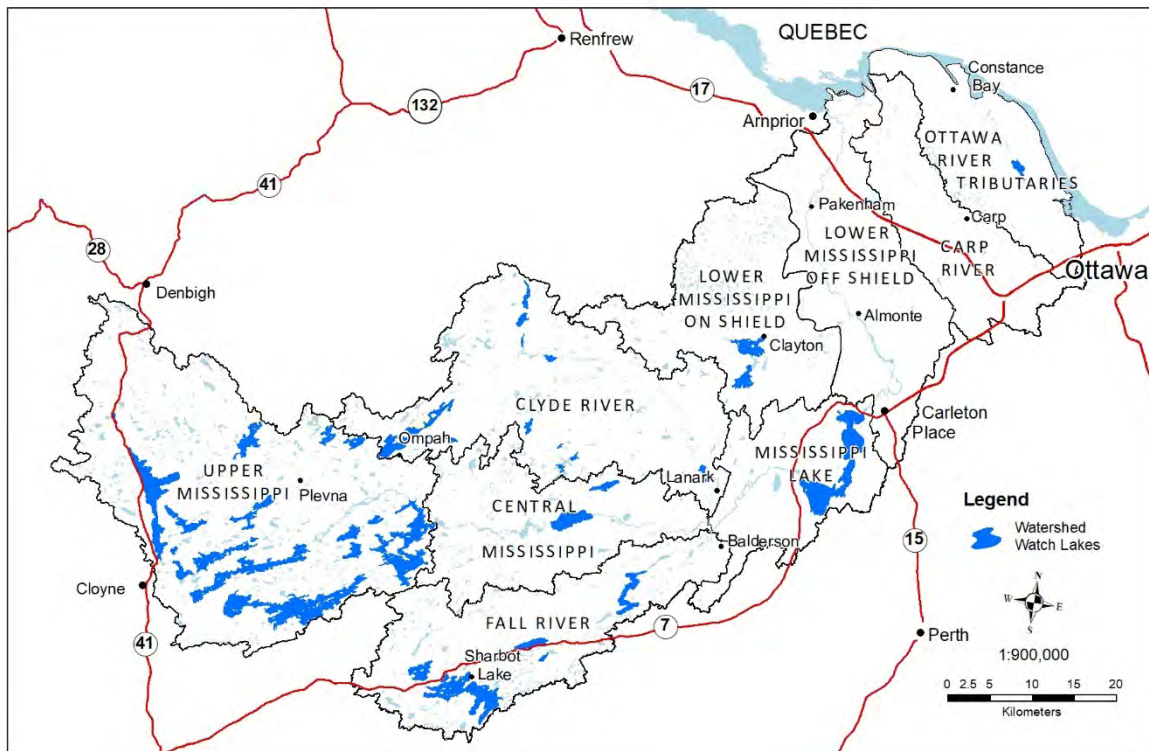 QUEBEC
Renfrew
Constance
Bay
17
132
Arnprior
OTTAWA
RIVER
TRIBUTARIES
41
Pakenham
Carp
28
LOWER
MISSISSIPPI
OFF SHIELD
CARP
RIVER
Ottawa
LOWER
MISSISSIPPI
ON SHIELD
Denbigh
Almonte
Clayton
CLYDE RIVER
Carleton
Place
Ompah
MISSISSIPPI
LAKE
UPPER
MISSISSIPPI
Plevna
Lanark
CENTRAL
MISSISSIPPI
Legend
Watershed
Watch Lakes
Balderson
15
Cloyne
N
W
E
S
FALL RIVER
7
Perth
41
Sharbot
Lake
1:900,000
0 2.5 5 10 15 20
Kilometers